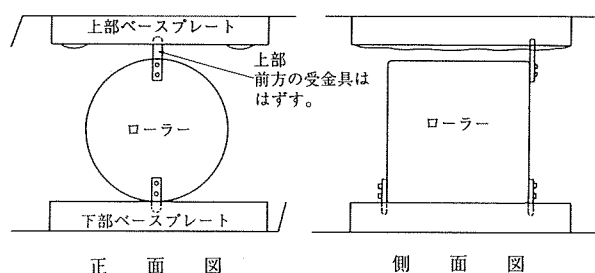 上部ベースプレート
上部
前方の受金具は
はずす。
ローラー
下部ベースプレート
正面図
ローラー
側面図